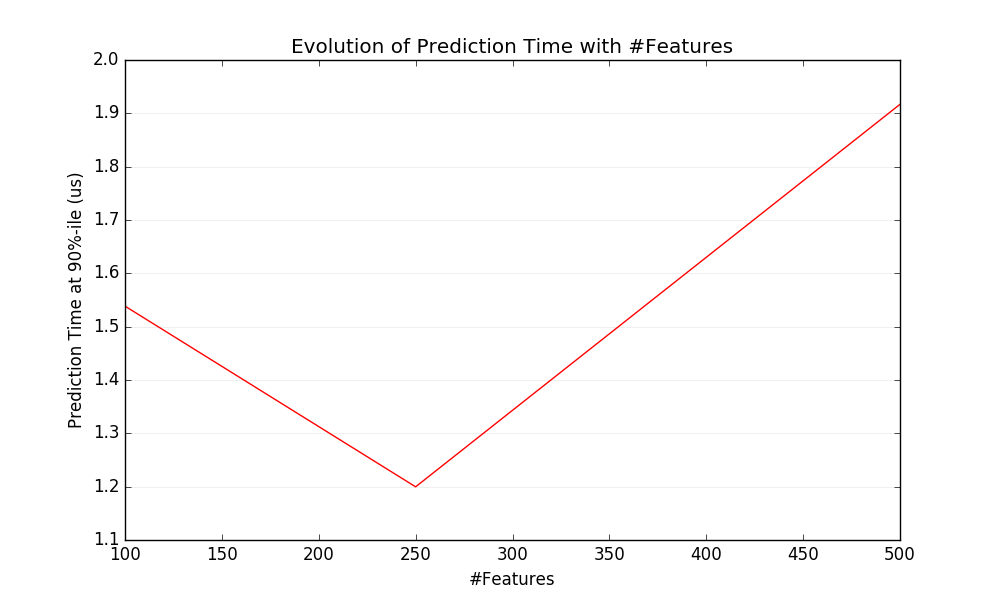 Evolution of Prediction Time with #Features
Prediction Time at 90%-ile (us)
2.0
1.9
1.8
1.7
1.6
1.5
1.4
1.3
1.2
1.1
100 150 200 250 300 350 400 450 500
#Features